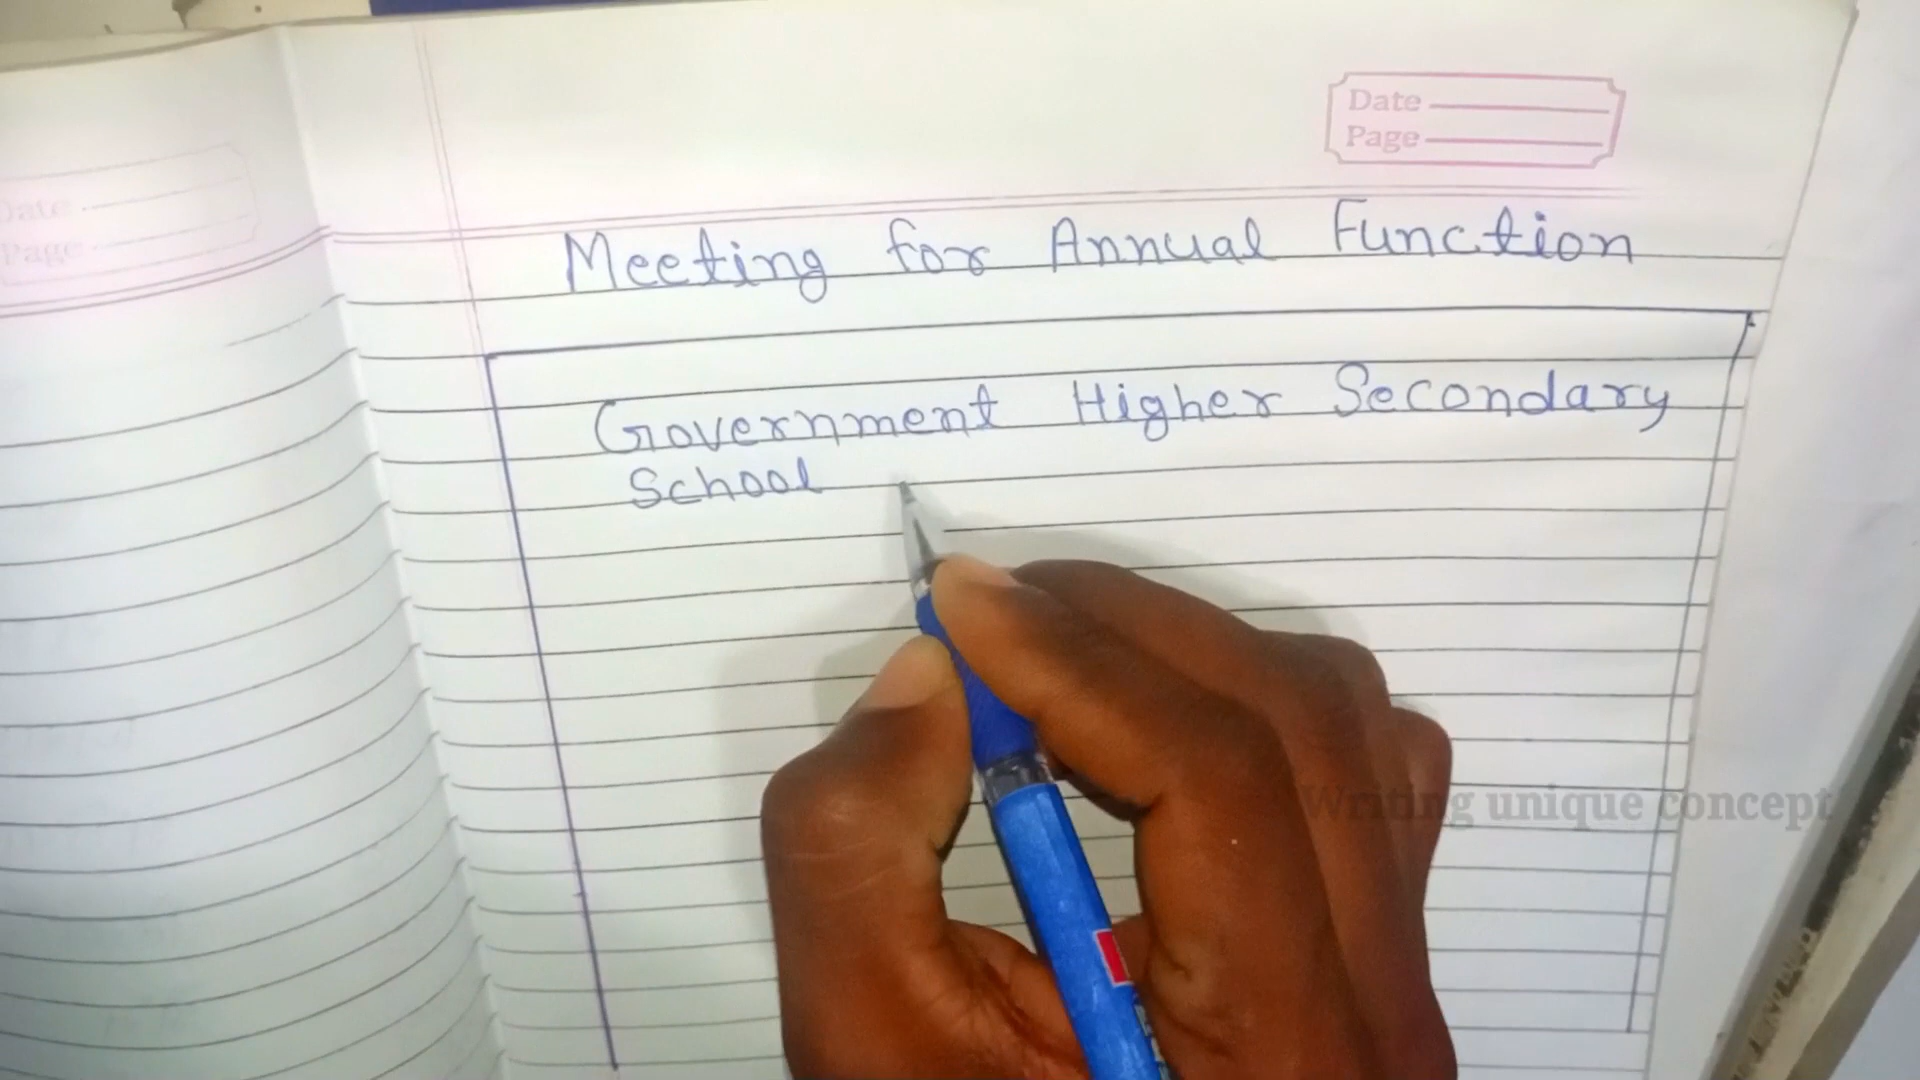 Date
Page
Date
Page
Meeting for Annual Function
Government Higher Secondary
School
Writing unique concept